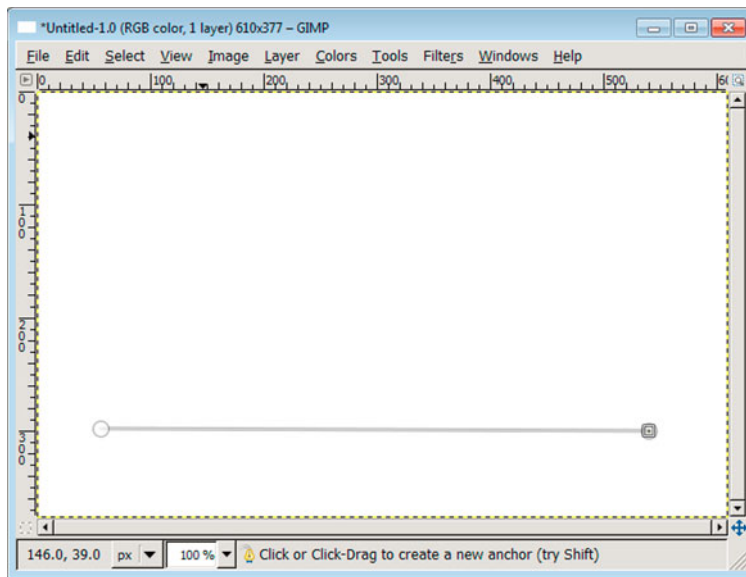 *Untitled-1.0 (RGB color, 1 layer) 610x377 – GIMP
File Edit Select View Image Layer Colors Tools Filters Windows Help
0 100 200 300 400 500 60
0
100
200
300
146.0, 39.0 px 100 % Click or Click-Drag to create a new anchor (try Shift)